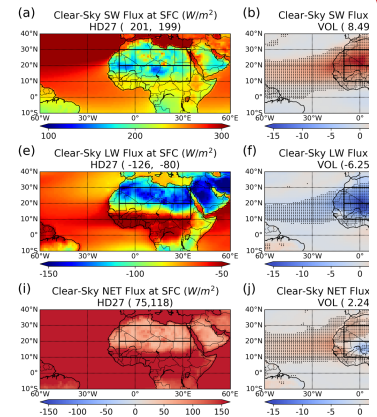 (a) Clear-Sky SW Flux at SFC (W/m²)
HD27 ( 201, 199)
40°N
30°N
20°N
10°N
0°
10°S
60°W 30°W 0° 30°E 60°E
100 200 300
(b) Clear-Sky SW Flux
VOL ( 8.49
40°N
30°N
20°N
10°N
0°
10°S
60°W 30°W 0°
-15 -10 -5 0
(e) Clear-Sky LW Flux at SFC (W/m²)
HD27 ( -126, -80)
40°N
30°N
20°N
10°N
0°
10°S
60°W 30°W 0° 30°E 60°E
-150 -100 -50
(f) Clear-Sky LW Flux
VOL (-6.25
40°N
30°N
20°N
10°N
0°
10°S
60°W 30°W 0°
-15 -10 -5 0
(i) Clear-Sky NET Flux at SFC (W/m²)
HD27 ( 75,118)
40°N
30°N
20°N
10°N
0°
10°S
60°W 30°W 0° 30°E 60°E
-150 -100 -50 0 50 100 150
(j) Clear-Sky NET Flux
VOL ( 2.24
40°N
30°N
20°N
10°N
0°
10°S
60°W 30°W 0°
-15 -10 -5 0